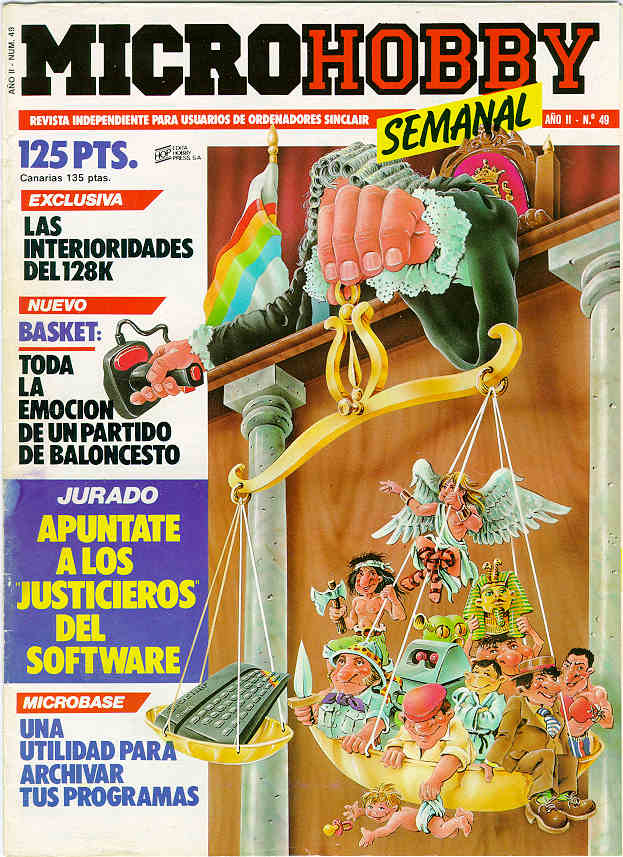 AÑO II - NUM. 49
MICROHOBBY
SEMANAL
REVISTA INDEPENDIENTE PARA USUARIOS DE ORDENADORES SINCLAIR
AÑO II - N.º 49
125 PTS.
Canarias 135 ptas.
HOP
EDITA
HOBBY
PRESS, S.A.
EXCLUSIVA
LAS
INTERIORIDADES
DEL 128K
NUEVO
BASKET:
TODA
LA
EMOCION
DE UN PARTIDO
DE BALONCESTO
JURADO
APUNTATE
A LOS
"JUSTICIEROS"
DEL
SOFTWARE
MICROBASE
UNA
UTILIDAD PARA
ARCHIVAR
TUS PROGRAMAS